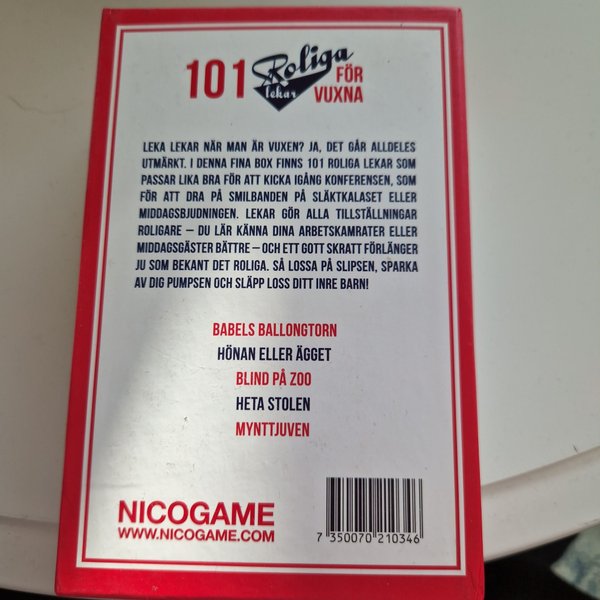 101 Roliga lekar FÖR
VUXNA
LEKA LEKAR NÄR MAN ÄR VUXEN? JA, DET GÅR ALLDELES
UTMÄRKT. I DENNA FINA BOX FINNS 101 ROLIGA LEKAR SOM
PASSAR LIKA BRA FÖR ATT KICKA IGÅNG KONFERENSEN, SOM
FÖR ATT DRA PÅ SMILBANDEN PÅ SLÄKTKALASET ELLER
MIDDAGSBJUDNINGEN. LEKAR GÖR ALLA TILLSTÄLLNINGAR
ROLIGARE – DU LÄR KÄNNA DINA ARBETSKAMRATER ELLER
MIDDAGSGÄSTER BÄTTRE – OCH ETT GOTT SKRATT FÖRLÄNGER
JU SOM BEKANT DET ROLIGA. SÅ LOSSA PÅ SLIPSEN, SPARKA
AV DIG PUMPSEN OCH SLÄPP LOSS DITT INRE BARN!
BABELS BALLONGTORN
HÖNAN ELLER ÄGGET
BLIND PÅ ZOO
HETA STOLEN
MYNTTJUVEN
NICOGAME
WWW.NICOGAME.COM
7 350070 210346